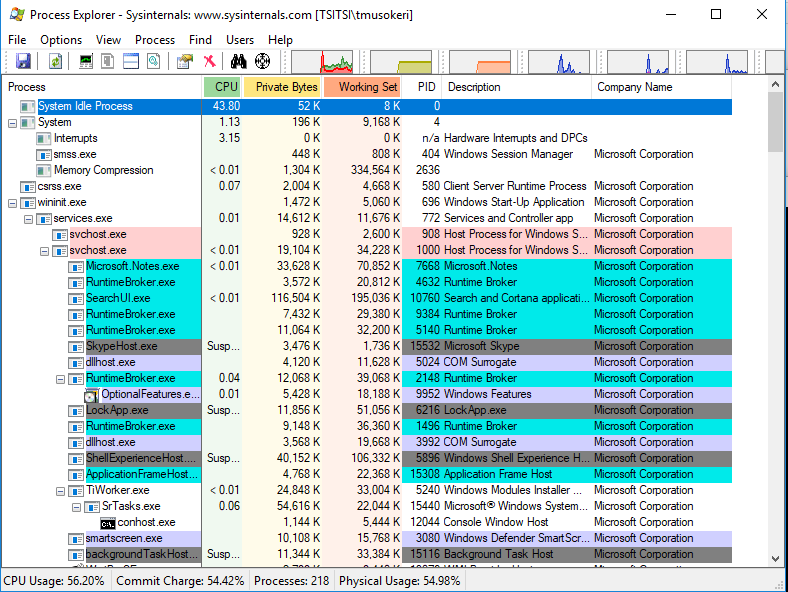 Process Explorer - Sysinternals: www.sysinternals.com [TSITSI\tmusokeri]
File Options View Process Find Users Help
Process CPU Private Bytes Working Set PID Description Company Name
System Idle Process 43.80 52 K 8 K 0
System 1.13 196 K 9,168 K 4
Interrupts 3.15 0 K 0 K n/a Hardware Interrupts and DPCs
smss.exe 448 K 808 K 404 Windows Session Manager Microsoft Corporation
Memory Compression < 0.01 1,304 K 334,564 K 2636
csrss.exe 0.07 2,004 K 4,668 K 580 Client Server Runtime Process Microsoft Corporation
wininit.exe 1,472 K 5,060 K 696 Windows Start-Up Application Microsoft Corporation
services.exe 0.01 14,612 K 11,676 K 772 Services and Controller app Microsoft Corporation
svchost.exe 928 K 2,600 K 908 Host Process for Windows S... Microsoft Corporation
svchost.exe < 0.01 19,104 K 34,228 K 1000 Host Process for Windows S... Microsoft Corporation
Microsoft.Notes.exe < 0.01 33,628 K 70,852 K 7668 Microsoft.Notes Microsoft Corporation
RuntimeBroker.exe 3,572 K 20,812 K 4632 Runtime Broker Microsoft Corporation
SearchUI.exe < 0.01 116,504 K 195,036 K 10760 Search and Cortana applicati... Microsoft Corporation
RuntimeBroker.exe 7,432 K 29,380 K 9384 Runtime Broker Microsoft Corporation
RuntimeBroker.exe 11,064 K 32,200 K 5140 Runtime Broker Microsoft Corporation
SkypeHost.exe Susp... 3,476 K 1,736 K 15532 Microsoft Skype Microsoft Corporation
dllhost.exe 4,120 K 11,628 K 5024 COM Surrogate Microsoft Corporation
RuntimeBroker.exe 0.04 12,068 K 39,068 K 2148 Runtime Broker Microsoft Corporation
OptionalFeatures.e... 0.01 5,428 K 18,188 K 9952 Windows Features Microsoft Corporation
LockApp.exe Susp... 11,856 K 51,056 K 6216 LockApp.exe Microsoft Corporation
RuntimeBroker.exe 9,148 K 36,360 K 1496 Runtime Broker Microsoft Corporation
dllhost.exe 3,568 K 19,668 K 3992 COM Surrogate Microsoft Corporation
ShellExperienceHost.... Susp... 40,152 K 106,332 K 5896 Windows Shell Experience H... Microsoft Corporation
ApplicationFrameHost... 4,768 K 22,368 K 15308 Application Frame Host Microsoft Corporation
TiWorker.exe < 0.01 24,848 K 33,004 K 5240 Windows Modules Installer ... Microsoft Corporation
SrTasks.exe 0.06 54,616 K 22,044 K 15440 Microsoft® Windows System... Microsoft Corporation
conhost.exe 1,144 K 5,444 K 12044 Console Window Host Microsoft Corporation
smartscreen.exe 10,108 K 15,768 K 3080 Windows Defender SmartScr... Microsoft Corporation
backgroundTaskHost.... Susp... 11,344 K 33,384 K 15116 Background Task Host Microsoft Corporation
CPU Usage: 56.20% Commit Charge: 54.42% Processes: 218 Physical Usage: 54.98%